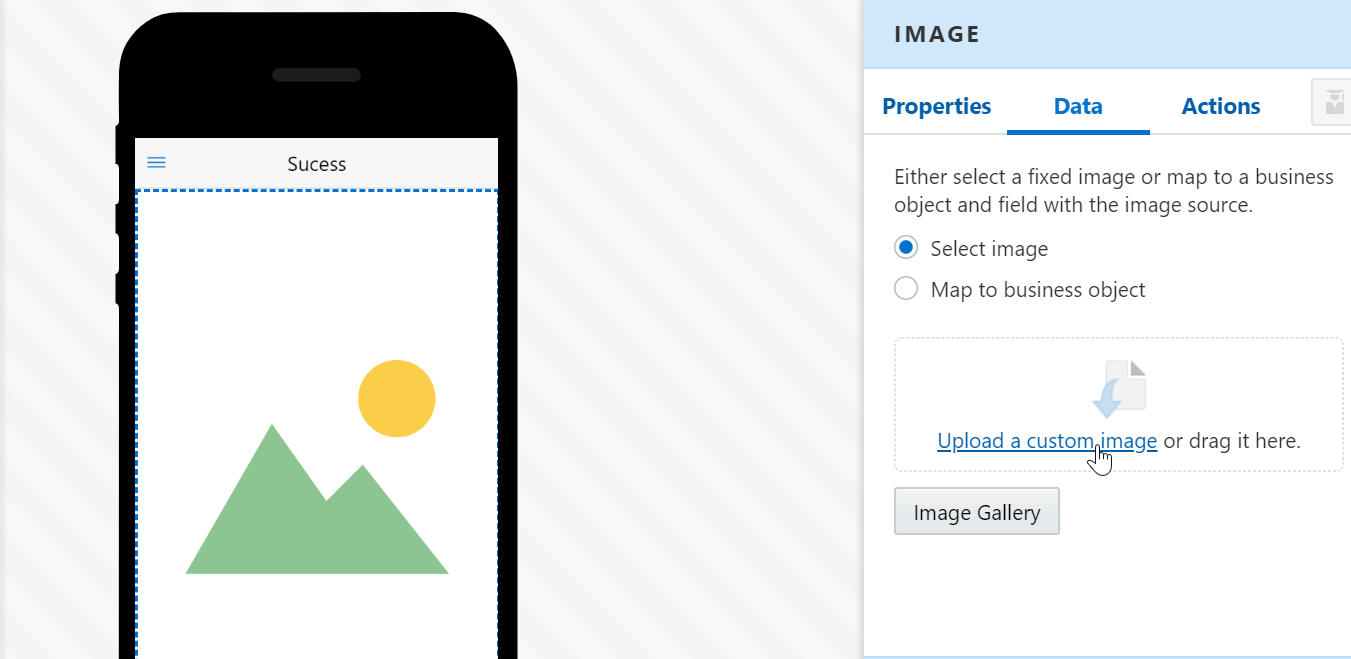 Sucess
IMAGE
Properties Data Actions
Either select a fixed image or map to a business
object and field with the image source.
Select image
Map to business object
Upload a custom image or drag it here.
Image Gallery